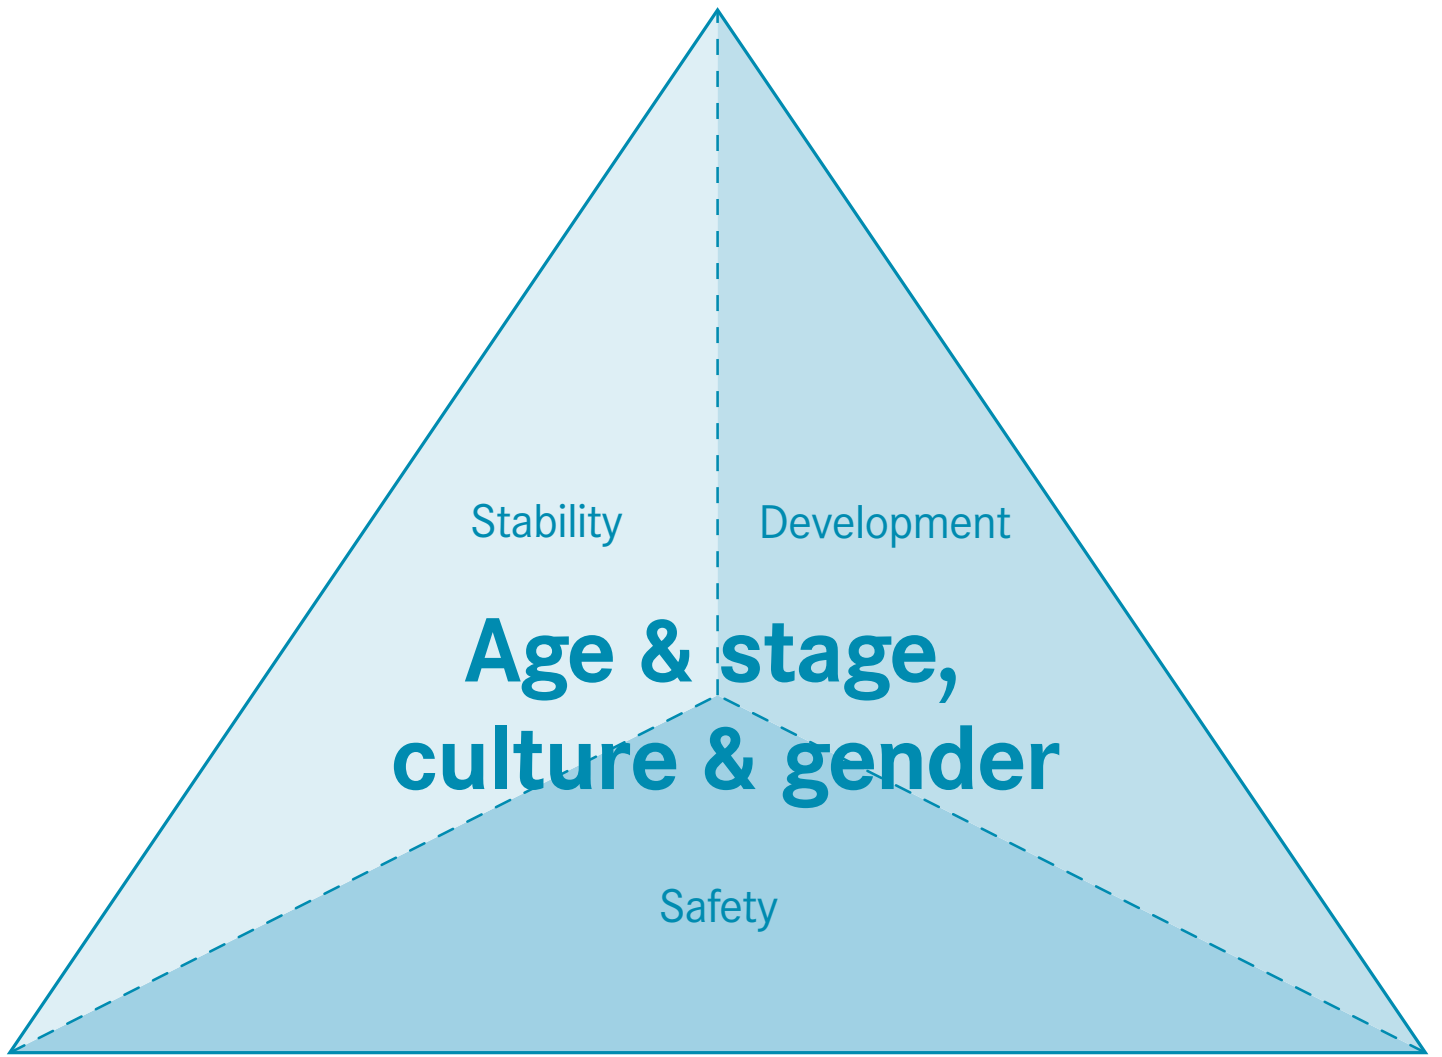 Stability
Development
Age & stage,
culture & gender
Safety